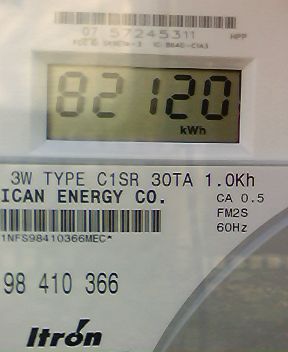 07 57245311 HPP
82120
kWh
3W TYPE C1SR 30TA 1.0Kh
ICAN ENERGY CO. CA 0.5
FM2S
1NFS98410366MEC* 60Hz
98 410 366
Itron